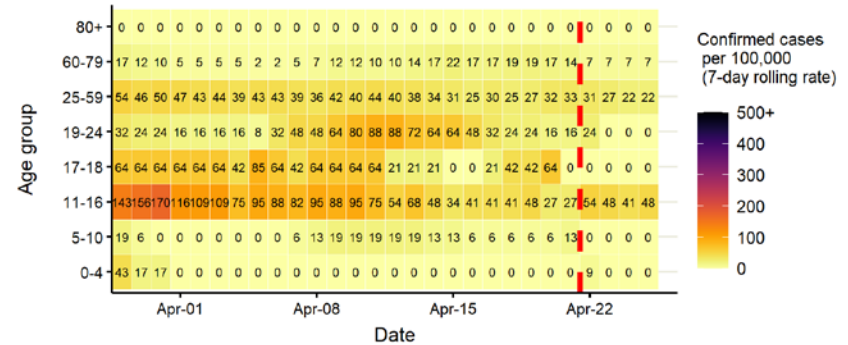 80+ 0 0 0 0 0 0 0 0 0 0 0 0 0 0 0 0 0 0 0 0 0 0 0 0 0 0 0 0
60-79 17 12 10 5 5 5 5 2 2 5 7 12 12 10 10 14 17 22 17 17 19 19 17 14 7 7 7 7
25-59 54 46 50 47 43 44 39 43 43 39 36 42 40 44 40 38 34 31 25 30 25 27 32 33 31 27 22 22
19-24 32 24 24 16 16 16 16 8 32 48 48 64 80 88 88 72 64 64 48 32 24 24 16 16 24 0 0 0
17-18 64 64 64 64 64 64 42 85 64 42 64 64 64 64 21 21 21 0 0 21 42 42 64 0 0 0 0 0
11-16 143 156 170 116 109 109 75 95 88 82 95 88 95 75 54 68 48 34 41 41 41 48 27 27 54 48 41 48
5-10 19 6 0 0 0 0 0 0 0 6 13 19 19 19 19 19 13 13 6 6 6 6 6 13 0 0 0 0
0-4 43 17 17 0 0 0 0 0 0 0 0 0 0 0 0 0 0 0 0 0 0 0 0 0 9 0 0 0
Age group
Apr-01 Apr-08 Apr-15 Apr-22
Date
Confirmed cases
per 100,000
(7-day rolling rate)
500+
400
300
200
100
0